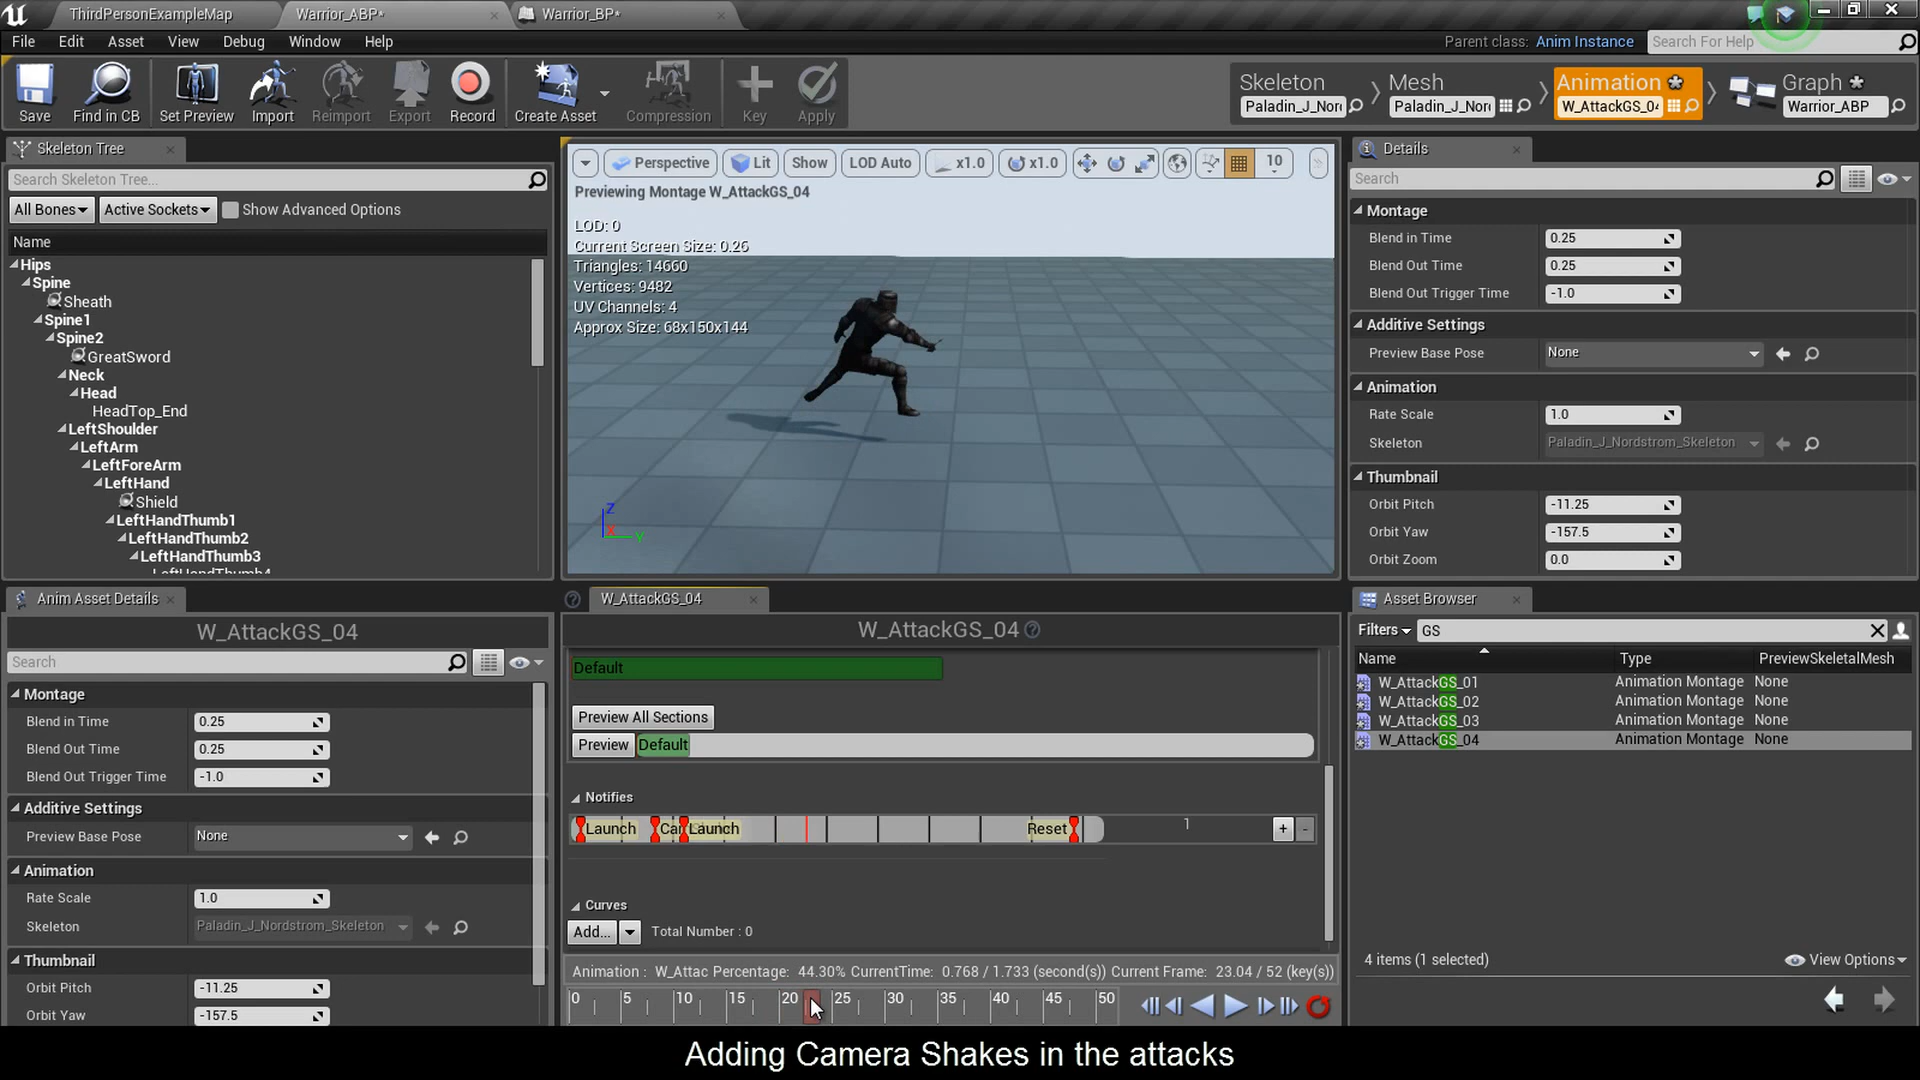 ThirdPersonExampleMap
Warrior_ABP*
Warrior_BP*
File Edit Asset View Debug Window Help
Parent class: Anim Instance
Search For Help
Save
Find in CB
Set Preview
Import
Reimport
Export
Record
Create Asset
Compression
Key
Apply
Skeleton
Paladin_J_Nor
Mesh
Paladin_J_Nor
Animation
W_AttackGS_04
Graph
Warrior_ABP
Skeleton Tree
Search Skeleton Tree...
All Bones
Active Sockets
Show Advanced Options
Name
Hips
Spine
Sheath
Spine1
Spine2
GreatSword
Neck
Head
HeadTop_End
LeftShoulder
LeftArm
LeftForeArm
LeftHand
Shield
LeftHandThumb1
LeftHandThumb2
LeftHandThumb3
LeftHandThumb4
Perspective
Lit
Show
LOD Auto
x1.0
x1.0
10
Previewing Montage W_AttackGS_04
LOD: 0
Current Screen Size: 0.26
Triangles: 14660
Vertices: 9482
UV Channels: 4
Approx Size: 68x150x144
Z
X
Y
Details
Search
Montage
Blend in Time 0.25
Blend Out Time 0.25
Blend Out Trigger Time -1.0
Additive Settings
Preview Base Pose None
Animation
Rate Scale 1.0
Skeleton Paladin_J_Nordstrom_Skeleton
Thumbnail
Orbit Pitch -11.25
Orbit Yaw -157.5
Orbit Zoom 0.0
Anim Asset Details
W_AttackGS_04
Search
Montage
Blend in Time 0.25
Blend Out Time 0.25
Blend Out Trigger Time -1.0
Additive Settings
Preview Base Pose None
Animation
Rate Scale 1.0
Skeleton Paladin_J_Nordstrom_Skeleton
Thumbnail
Orbit Pitch -11.25
Orbit Yaw -157.5
W_AttackGS_04
W_AttackGS_04
Default
Preview All Sections
Preview Default
Notifies
Launch Car Launch Reset 1 + -
Curves
Add... Total Number : 0
Animation : W_Attac Percentage: 44.30% CurrentTime: 0.768 / 1.733 (second(s)) Current Frame: 23.04 / 52 (key(s))
0 5 10 15 20 25 30 35 40 45 50
Asset Browser
Filters GS
Name Type PreviewSkeletalMesh
W_AttackGS_01 Animation Montage None
W_AttackGS_02 Animation Montage None
W_AttackGS_03 Animation Montage None
W_AttackGS_04 Animation Montage None
4 items (1 selected)
View Options
Adding Camera Shakes in the attacks